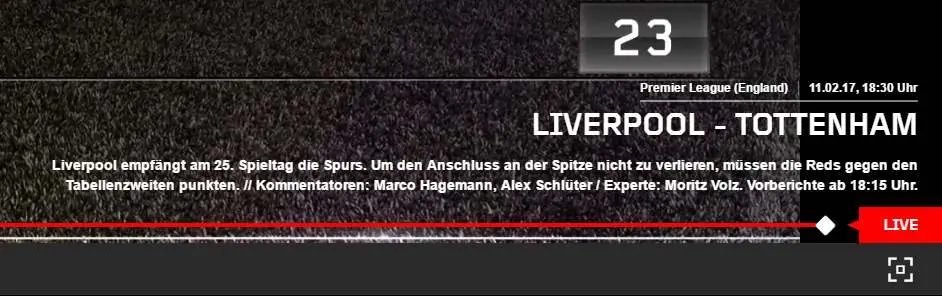 23
Premier League (England) 11.02.17, 18:30 Uhr
LIVERPOOL - TOTTENHAM
Liverpool empfängt am 25. Spieltag die Spurs. Um den Anschluss an der Spitze nicht zu verlieren, müssen die Reds gegen den
Tabellenzweiten punkten. // Kommentatoren: Marco Hagemann, Alex Schlüter / Experte: Moritz Volz. Vorberichte ab 18:15 Uhr.
LIVE